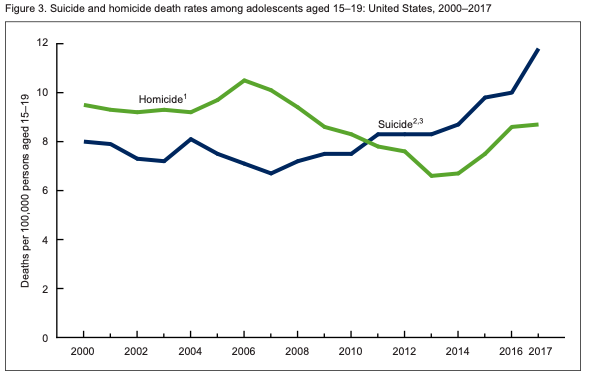 Figure 3. Suicide and homicide death rates among adolescents aged 15–19: United States, 2000–2017
Deaths per 100,000 persons aged 15–19
12
10
8
6
4
2
0
Homicide¹
Suicide²,³
2000 2002 2004 2006 2008 2010 2012 2014 2016 2017